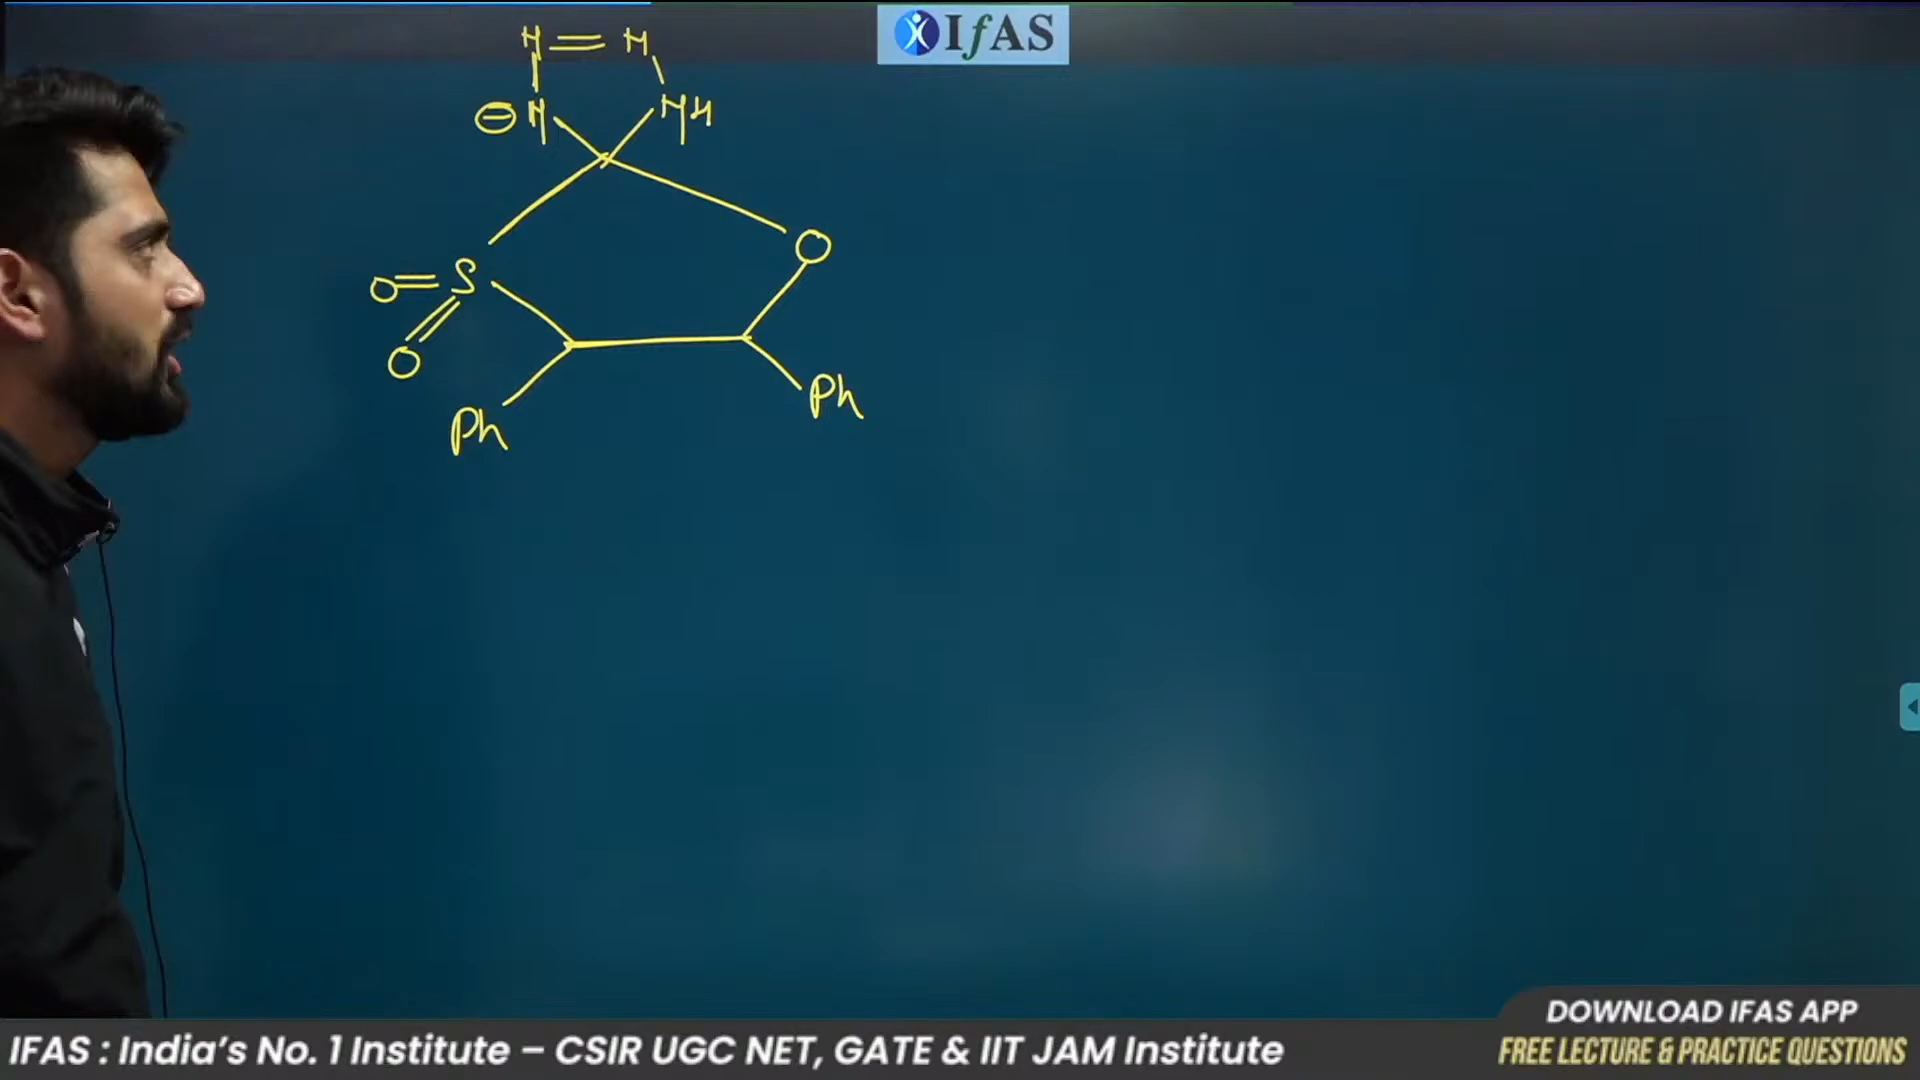 IfAS
N = N
⊖ N NH
O
O = S
O
Ph
Ph
DOWNLOAD IFAS APP
IFAS : India's No. 1 Institute – CSIR UGC NET, GATE & IIT JAM Institute
FREE LECTURE & PRACTICE QUESTIONS